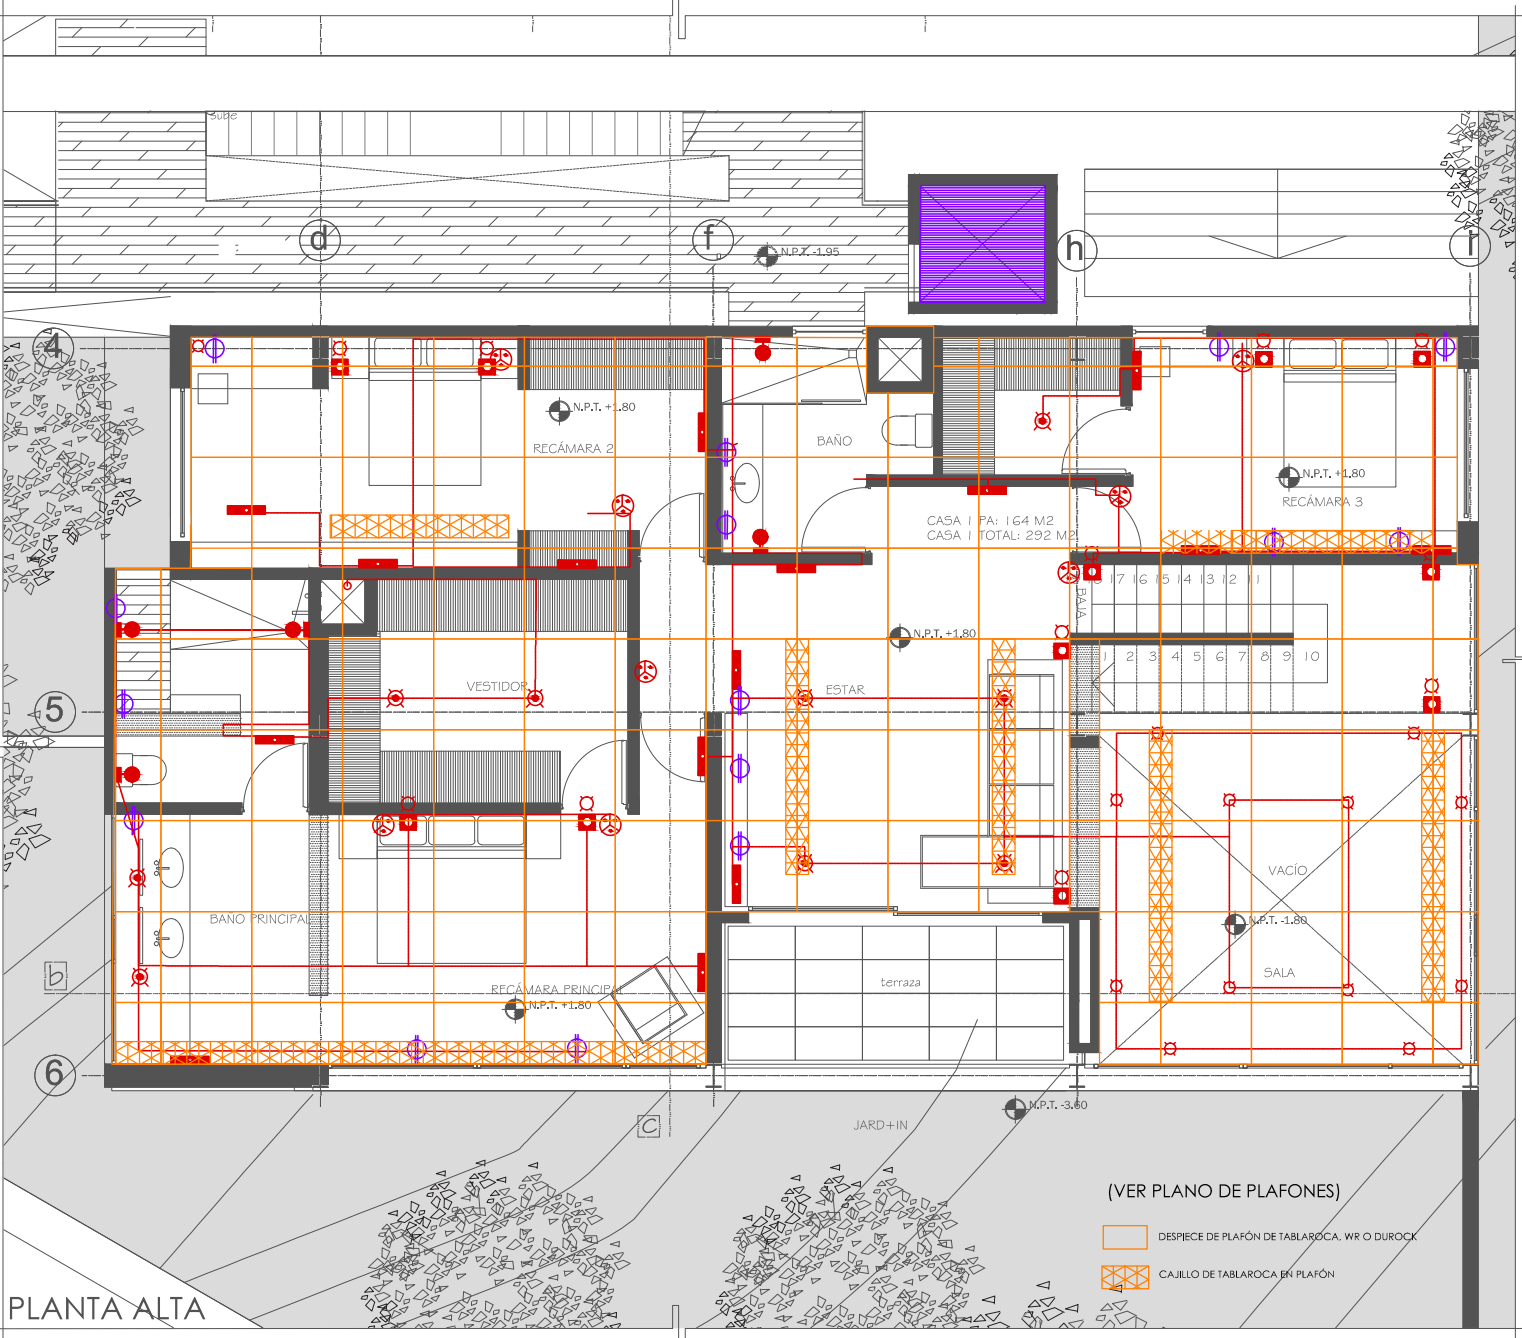 sube
d
f
h
N.P.T. -1.95
4
N.P.T. +1.80
RECÁMARA 2
BAÑO
N.P.T. +1.80
RECÁMARA 3
CASA 1 PA: 164 M2
CASA 1 TOTAL: 292 M2
18 17 16 15 14 13 12 11
BAJA
N.P.T. +1.80
1 2 3 4 5 6 7 8 9 10
VESTIDOR
ESTAR
5
VACÍO
BANO PRINCIPAL
N.P.T. -1.80
b
SALA
terraza
RECÁMARA PRINCIPAL
N.P.T. +1.80
6
N.P.T. -3.60
c
JARD+IN
(VER PLANO DE PLAFONES)
DESPIECE DE PLAFÓN DE TABLAROCA, WR O DUROCK
CAJILLO DE TABLAROCA EN PLAFÓN
PLANTA ALTA